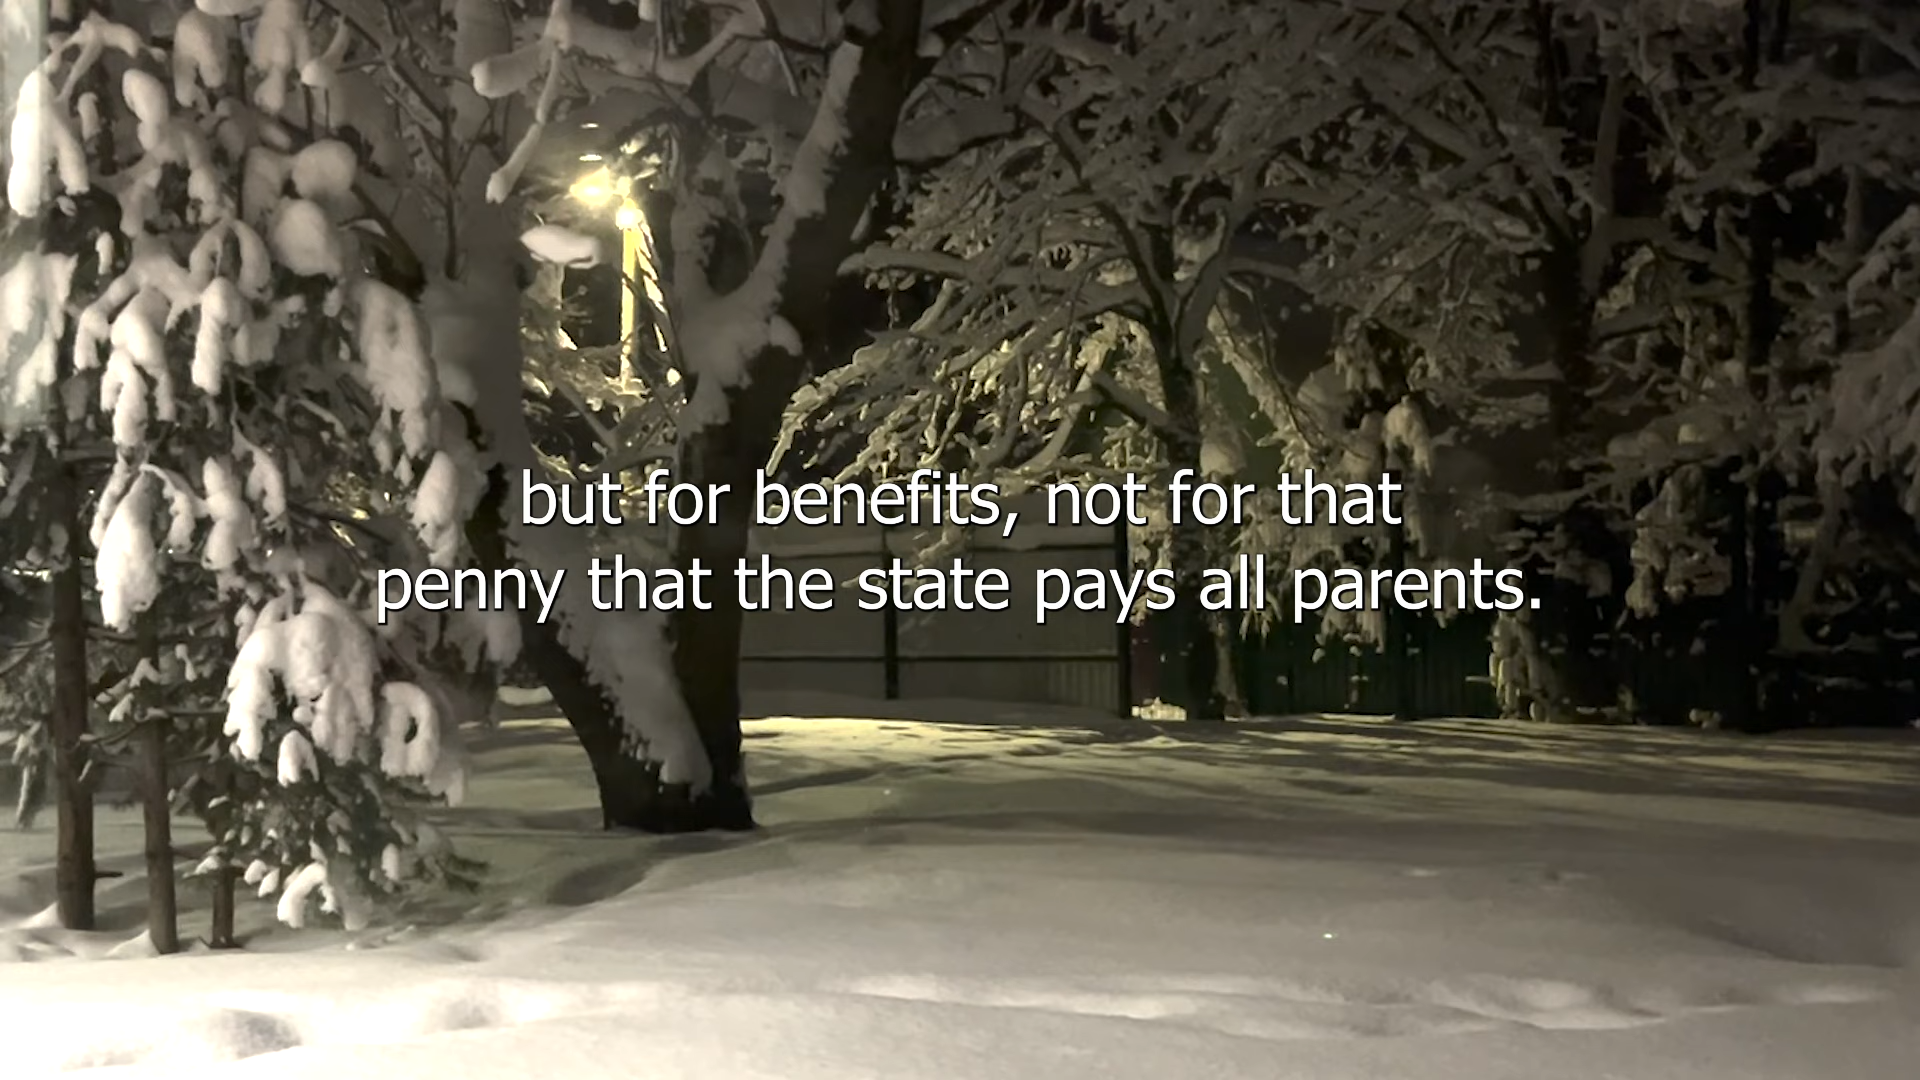 but for benefits, not for that
penny that the state pays all parents.